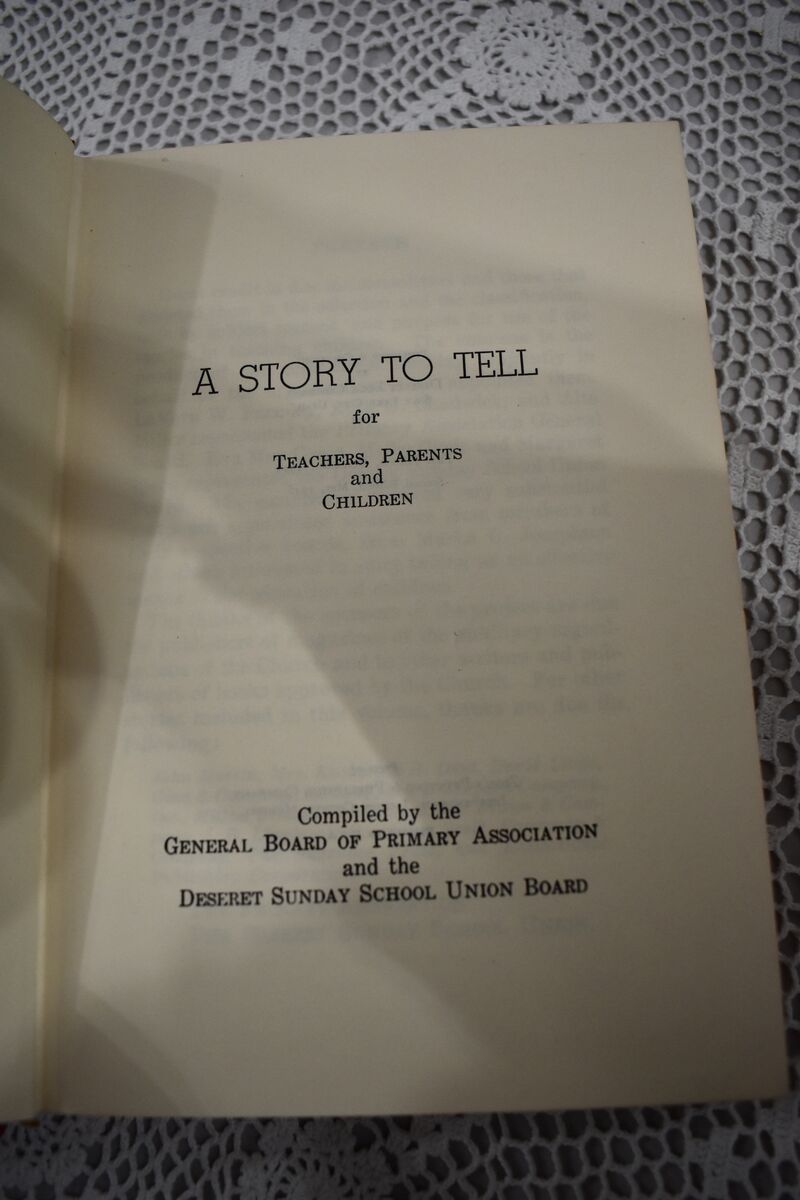 A STORY TO TELL
for
TEACHERS, PARENTS
and
CHILDREN
Compiled by the
GENERAL BOARD OF PRIMARY ASSOCIATION
and the
DESERET SUNDAY SCHOOL UNION BOARD